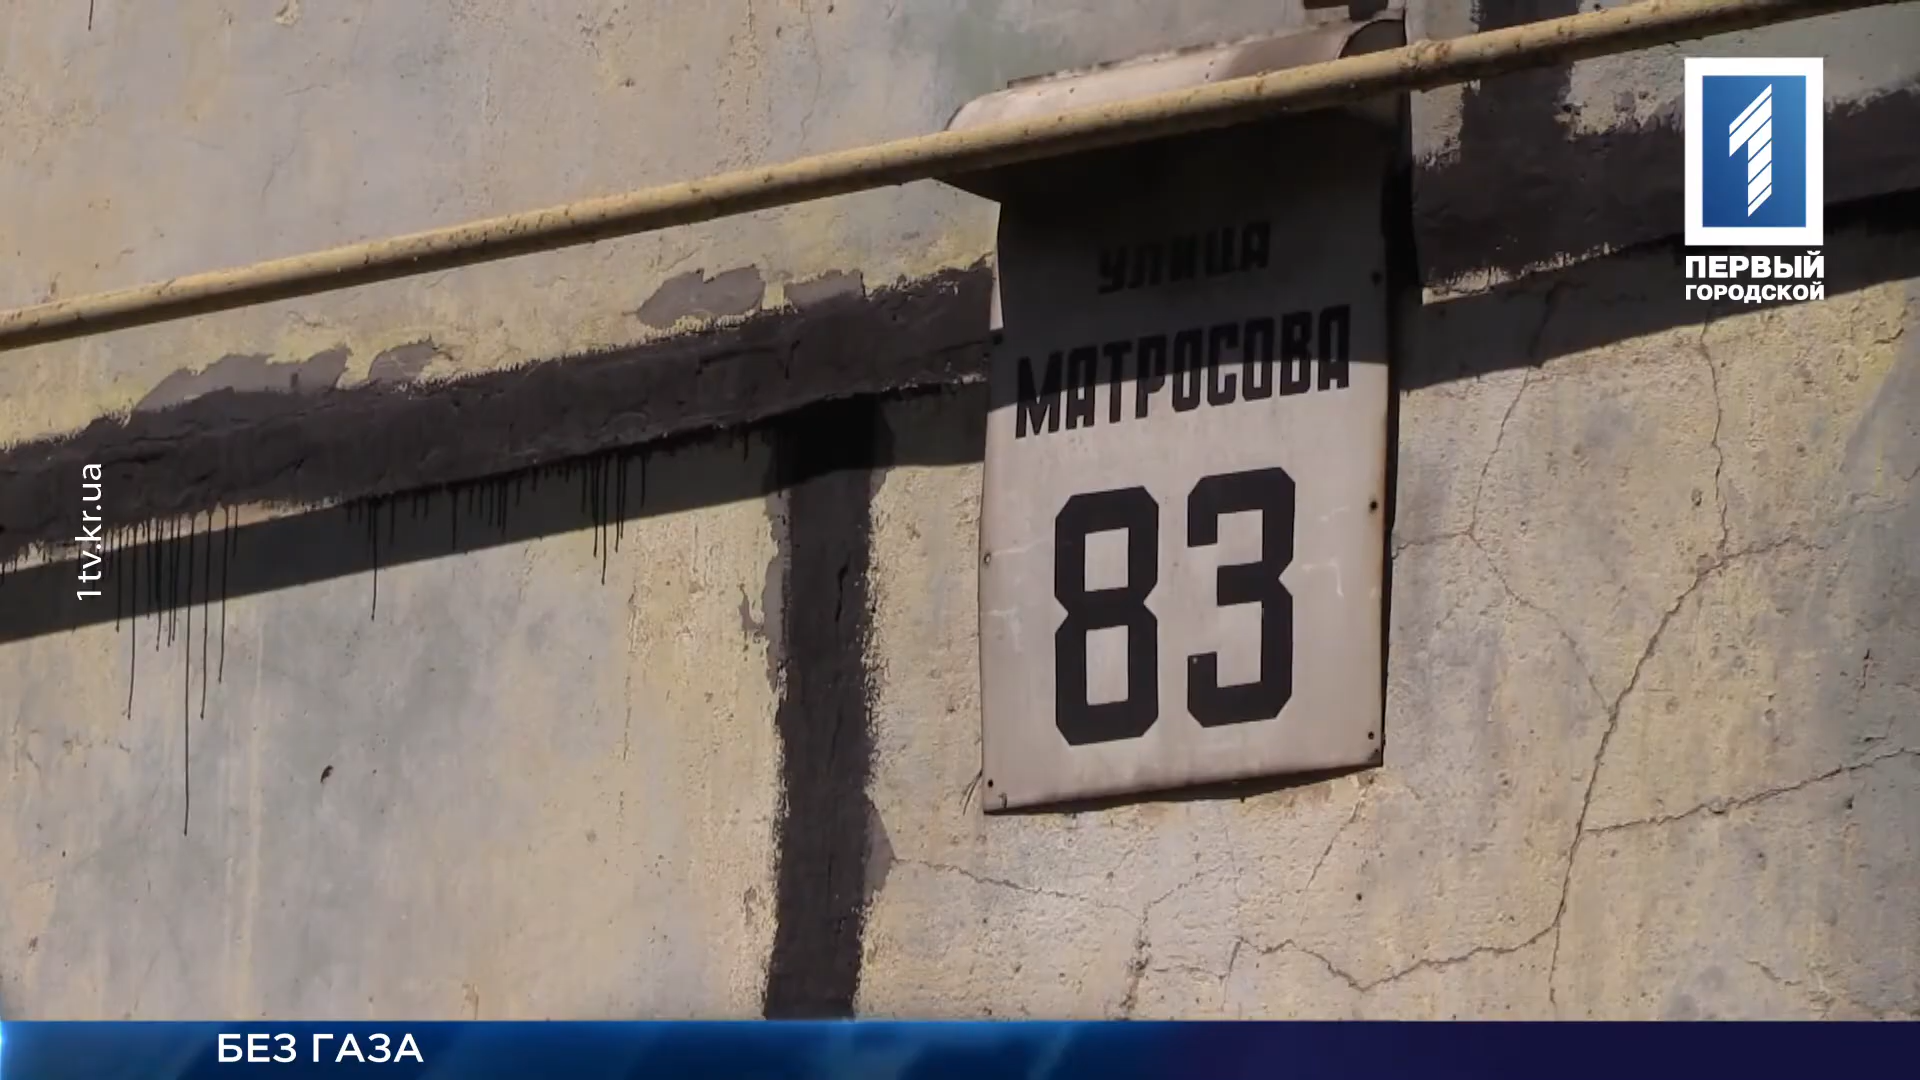 ПЕРВЫЙ
ГОРОДСКОЙ
УЛИЦА
МАТРОСОВА
83
1tv.kr.ua
БЕЗ ГАЗА